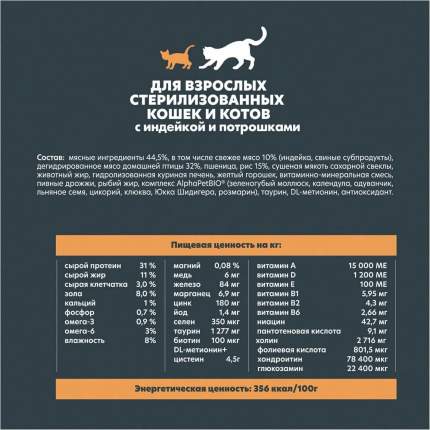 ДЛЯ ВЗРОСЛЫХ
СТЕРИЛИЗОВАННЫХ
КОШЕК И КОТОВ
с индейкой и потрошками
Состав: мясные ингредиенты 44,5%, в том числе свежее мясо 10% (индейка, свиные субпродукты),
дегидрированное мясо домашней птицы 32%, пшеница, рис 15%, сушеная мякоть сахарной свеклы,
животный жир, гидролизованная куриная печень, желтый горошек, витаминно-минеральная смесь,
пивные дрожжи, рыбий жир, комплекс AlphaPetBIO® (зеленогубый моллюск, календула, одуванчик,
льняное семя, цикорий, клюква, Юкка Шидигера, розмарин), таурин, DL-метионин, антиоксидант.
Пищевая ценность на кг:
сырой протеин 31 %
сырой жир 11 %
сырая клетчатка 3,0 %
зола 8,0 %
кальций 1 %
фосфор 0,7 %
омега-3 0,9 %
омега-6 3%
влажность 8%
магний 0,08 %
медь 6 мг
железо 84 мг
марганец 6,9 мг
цинк 180 мг
йод 1,4 мг
селен 350 мкг
таурин 1 277 мг
биотин 100 мкг
DL-метионин+
цистеин 4,5г
витамин А 15 000 МЕ
витамин D 1 200 МЕ
витамин Е 100 МЕ
витамин В1 5,95 мг
витамин В2 4,3 мг
витамин В6 2,66 мг
ниацин 42,7 мг
пантотеновая кислота 9,1 мг
холин 2 716 мг
фолиевая кислота 801,5 мкг
хондроитин 78 400 мкг
глюкозамин 22 400 мкг
Энергетическая ценность: 356 ккал/100г